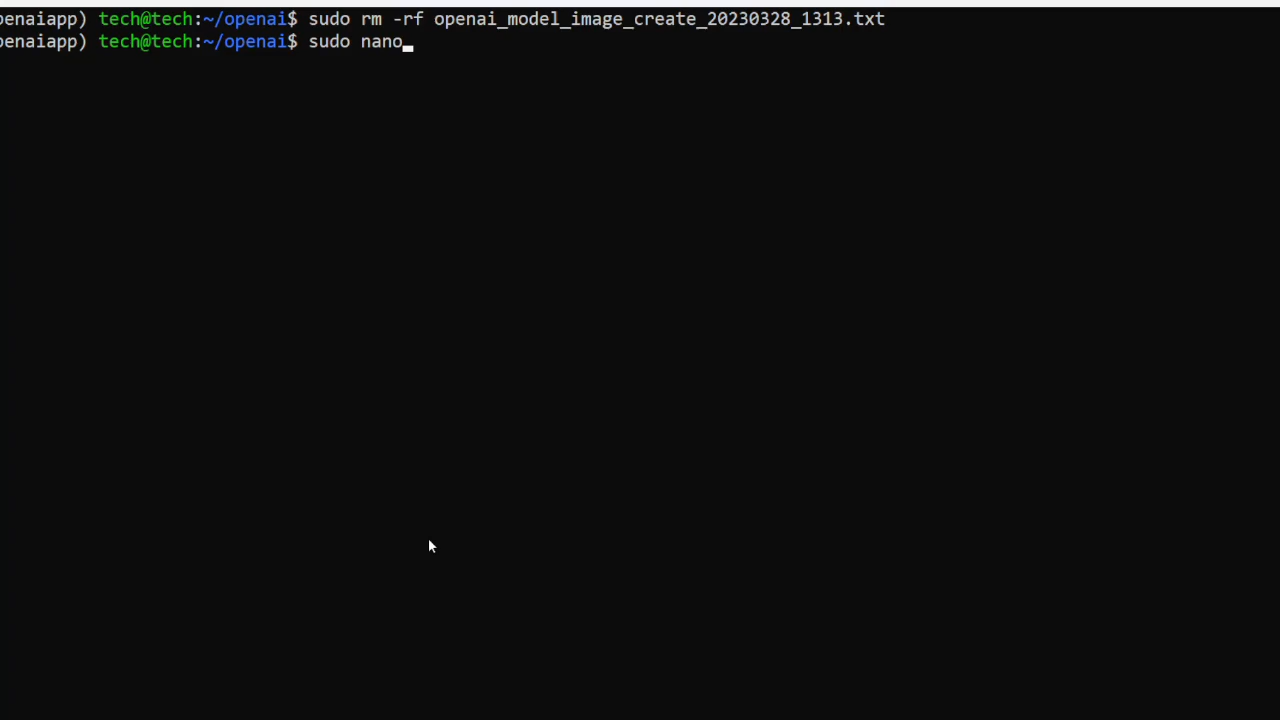 penaiapp) tech@tech:~/openai$ sudo rm -rf openai_model_image_create_20230328_1313.txt
penaiapp) tech@tech:~/openai$ sudo nano